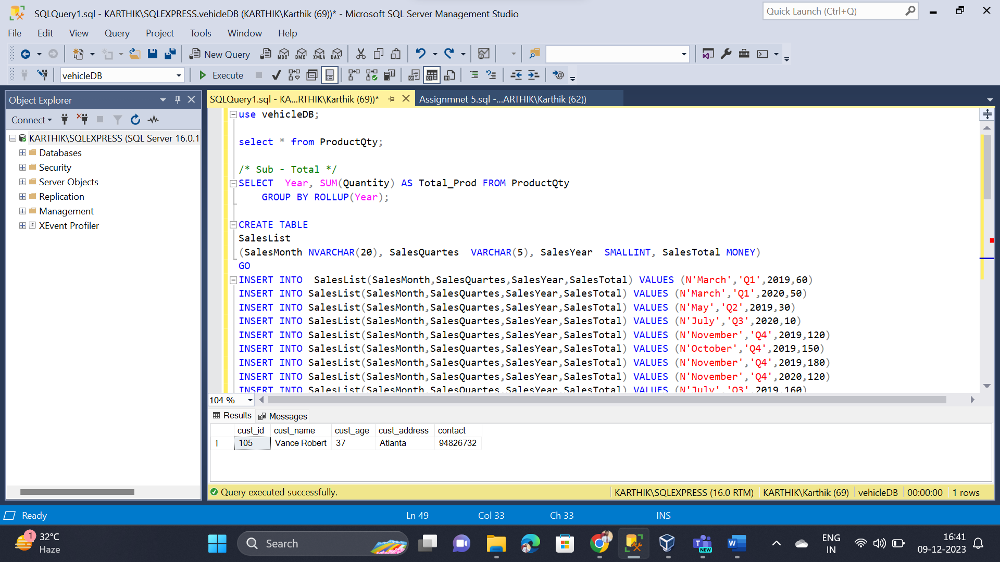 SQLQuery1.sql - KARTHIK\SQLEXPRESS.vehicleDB (KARTHIK\Karthik (69))* - Microsoft SQL Server Management Studio
Quick Launch (Ctrl+Q)
File Edit View Query Project Tools Window Help
New Query MDX DMX XMLA DAX
vehicleDB Execute
Object Explorer
Connect
KARTHIK\SQLEXPRESS (SQL Server 16.0.1
Databases
Security
Server Objects
Replication
Management
XEvent Profiler
SQLQuery1.sql - KA...RTHIK\Karthik (69))* Assignmnet 5.sql -...ARTHIK\Karthik (62))
use vehicleDB;
select * from ProductQty;
/* Sub - Total */
SELECT  Year, SUM(Quantity) AS Total_Prod FROM ProductQty
GROUP BY ROLLUP(Year);
CREATE TABLE
SalesList
(SalesMonth NVARCHAR(20), SalesQuartes  VARCHAR(5), SalesYear  SMALLINT, SalesTotal MONEY)
GO
INSERT INTO  SalesList(SalesMonth,SalesQuartes,SalesYear,SalesTotal) VALUES (N'March','Q1',2019,60)
INSERT INTO SalesList(SalesMonth,SalesQuartes,SalesYear,SalesTotal) VALUES (N'March','Q1',2020,50)
INSERT INTO SalesList(SalesMonth,SalesQuartes,SalesYear,SalesTotal) VALUES (N'May','Q2',2019,30)
INSERT INTO SalesList(SalesMonth,SalesQuartes,SalesYear,SalesTotal) VALUES (N'July','Q3',2020,10)
INSERT INTO SalesList(SalesMonth,SalesQuartes,SalesYear,SalesTotal) VALUES (N'November','Q4',2019,120)
INSERT INTO SalesList(SalesMonth,SalesQuartes,SalesYear,SalesTotal) VALUES (N'October','Q4',2019,150)
INSERT INTO SalesList(SalesMonth,SalesQuartes,SalesYear,SalesTotal) VALUES (N'November','Q4',2019,180)
INSERT INTO SalesList(SalesMonth,SalesQuartes,SalesYear,SalesTotal) VALUES (N'November','Q4',2020,120)
INSERT INTO SalesList(SalesMonth,SalesQuartes,SalesYear,SalesTotal) VALUES (N'July','Q3',2019,160)
104 %
Results Messages
cust_id cust_name cust_age cust_address contact
1 105 Vance Robert 37 Atlanta 94826732
Query executed successfully. KARTHIK\SQLEXPRESS (16.0 RTM) KARTHIK\Karthik (69) vehicleDB 00:00:00 1 rows
Ready Ln 49 Col 33 Ch 33 INS
1 32°C
Haze
Search
NEW
ENG
IN
16:41
09-12-2023